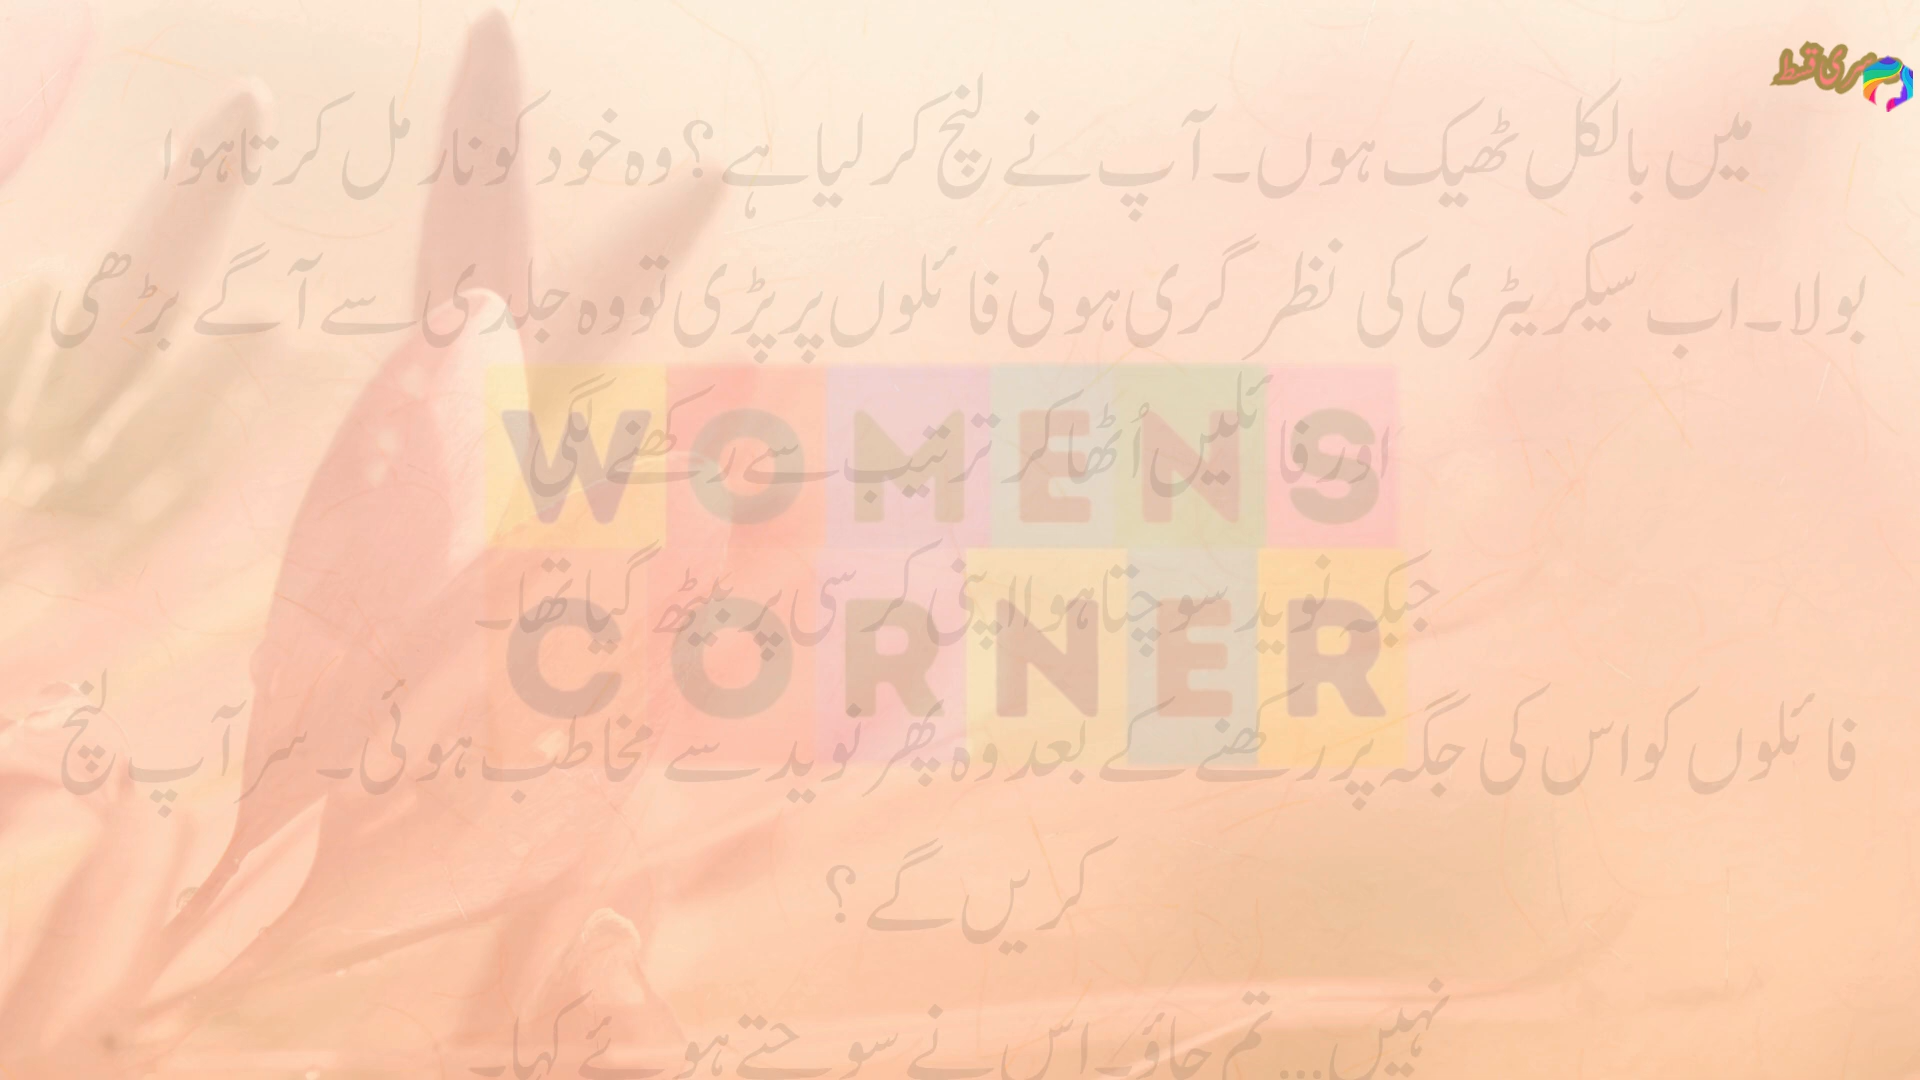 میں بالکل ٹھیک ہوں۔ آپ نے لنچ کر لیا ہے؟ وہ خود کو نارمل کرتا ہوا
بولا۔ اب سیکریٹری کی نظر گری ہوئی فائلوں پر پڑی تو وہ جلدی سے آگے بڑھی
اور فائلیں اُٹھا کر ترتیب سے رکھنے لگی
WOMENS
جبکہ نوید سوچتا ہوا اپنی کرسی پر بیٹھ گیا تھا۔
CORNER
فائلوں کو اس کی جگہ پر رکھنے کے بعد وہ پھر نوید سے مخاطب ہوئی۔ سر آپ لنچ
کریں گے؟
نہیں... تم جاؤ۔ اس نے سوچتے ہوئے کہا۔
قسط